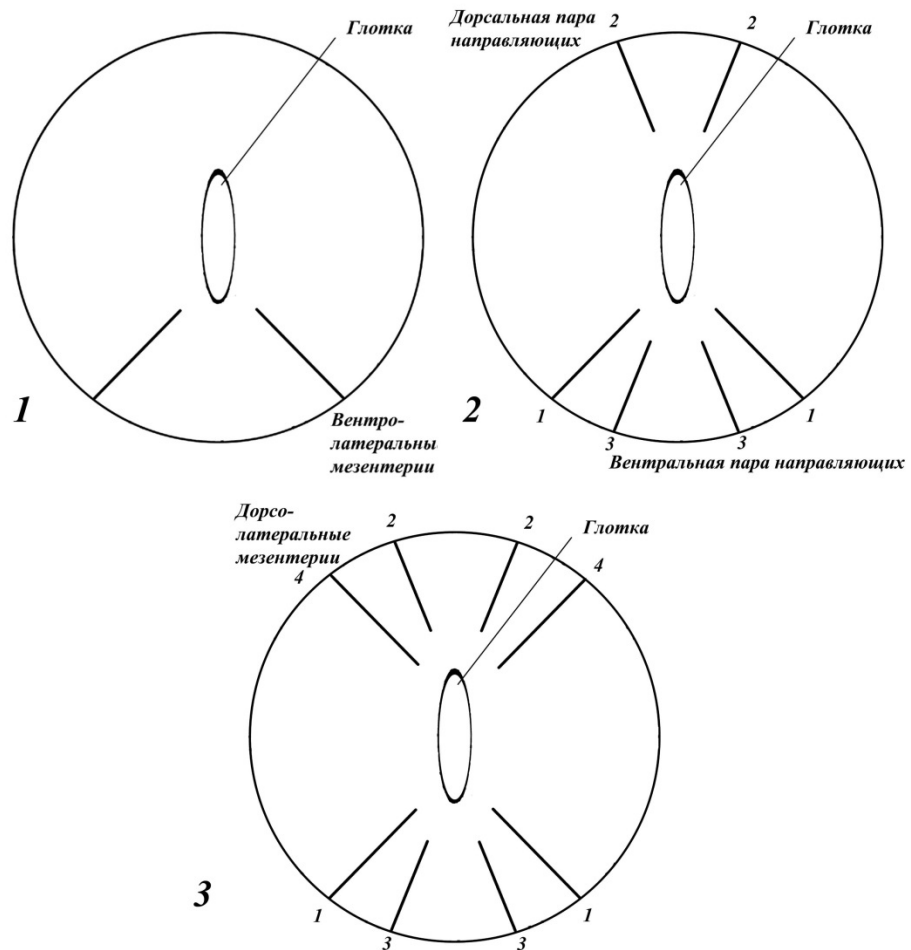 Глотка
Вентро-
латеральны
мезентерии
1
Дорсальная пара
направляющих
2
2
Глотка
1
1
3
3
Вентральная пара направляющих
2
Дорсо-
латеральные
мезентерии
2
2
Глотка
4
4
1
1
3
3
3